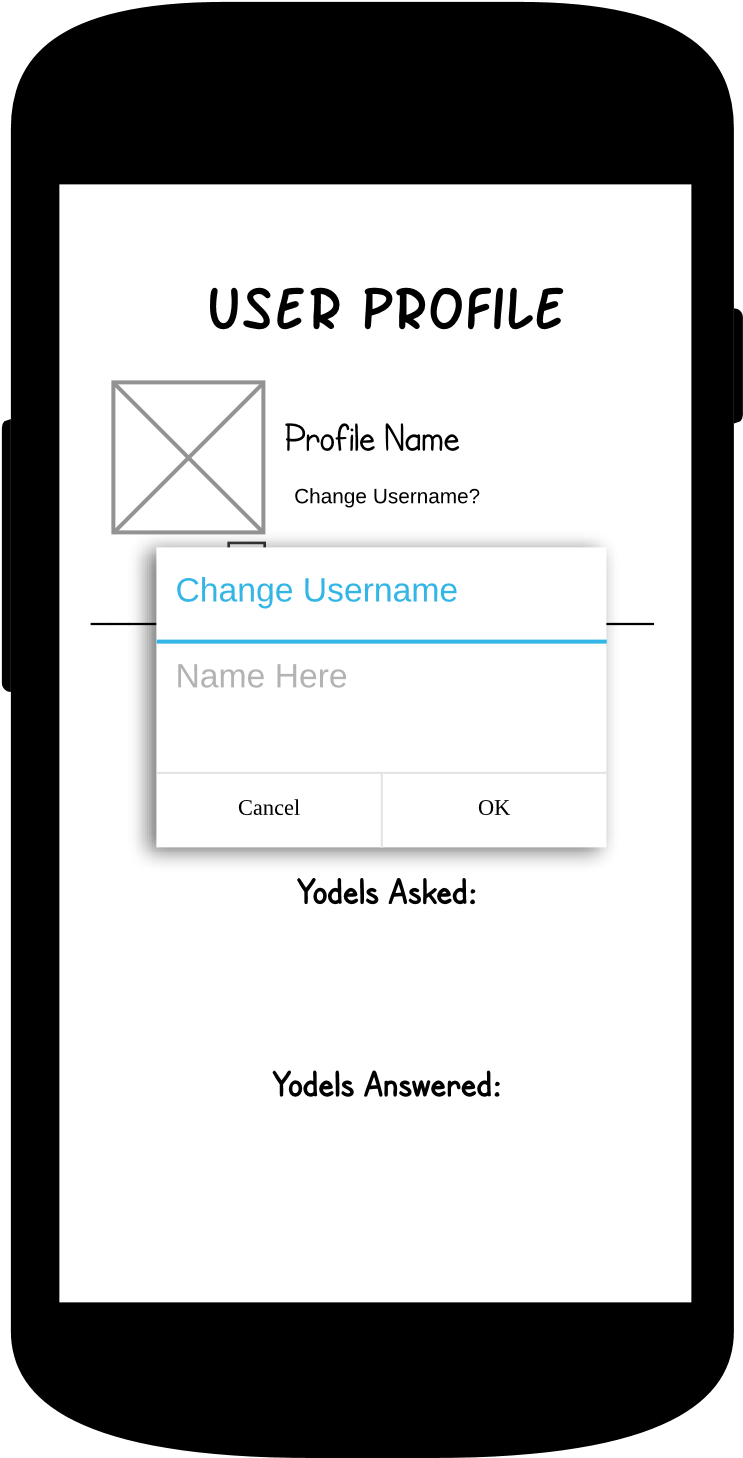 USER PROFILE
Profile Name
Change Username?
Change Username
Name Here
Cancel
OK
Yodels Asked:
Yodels Answered: